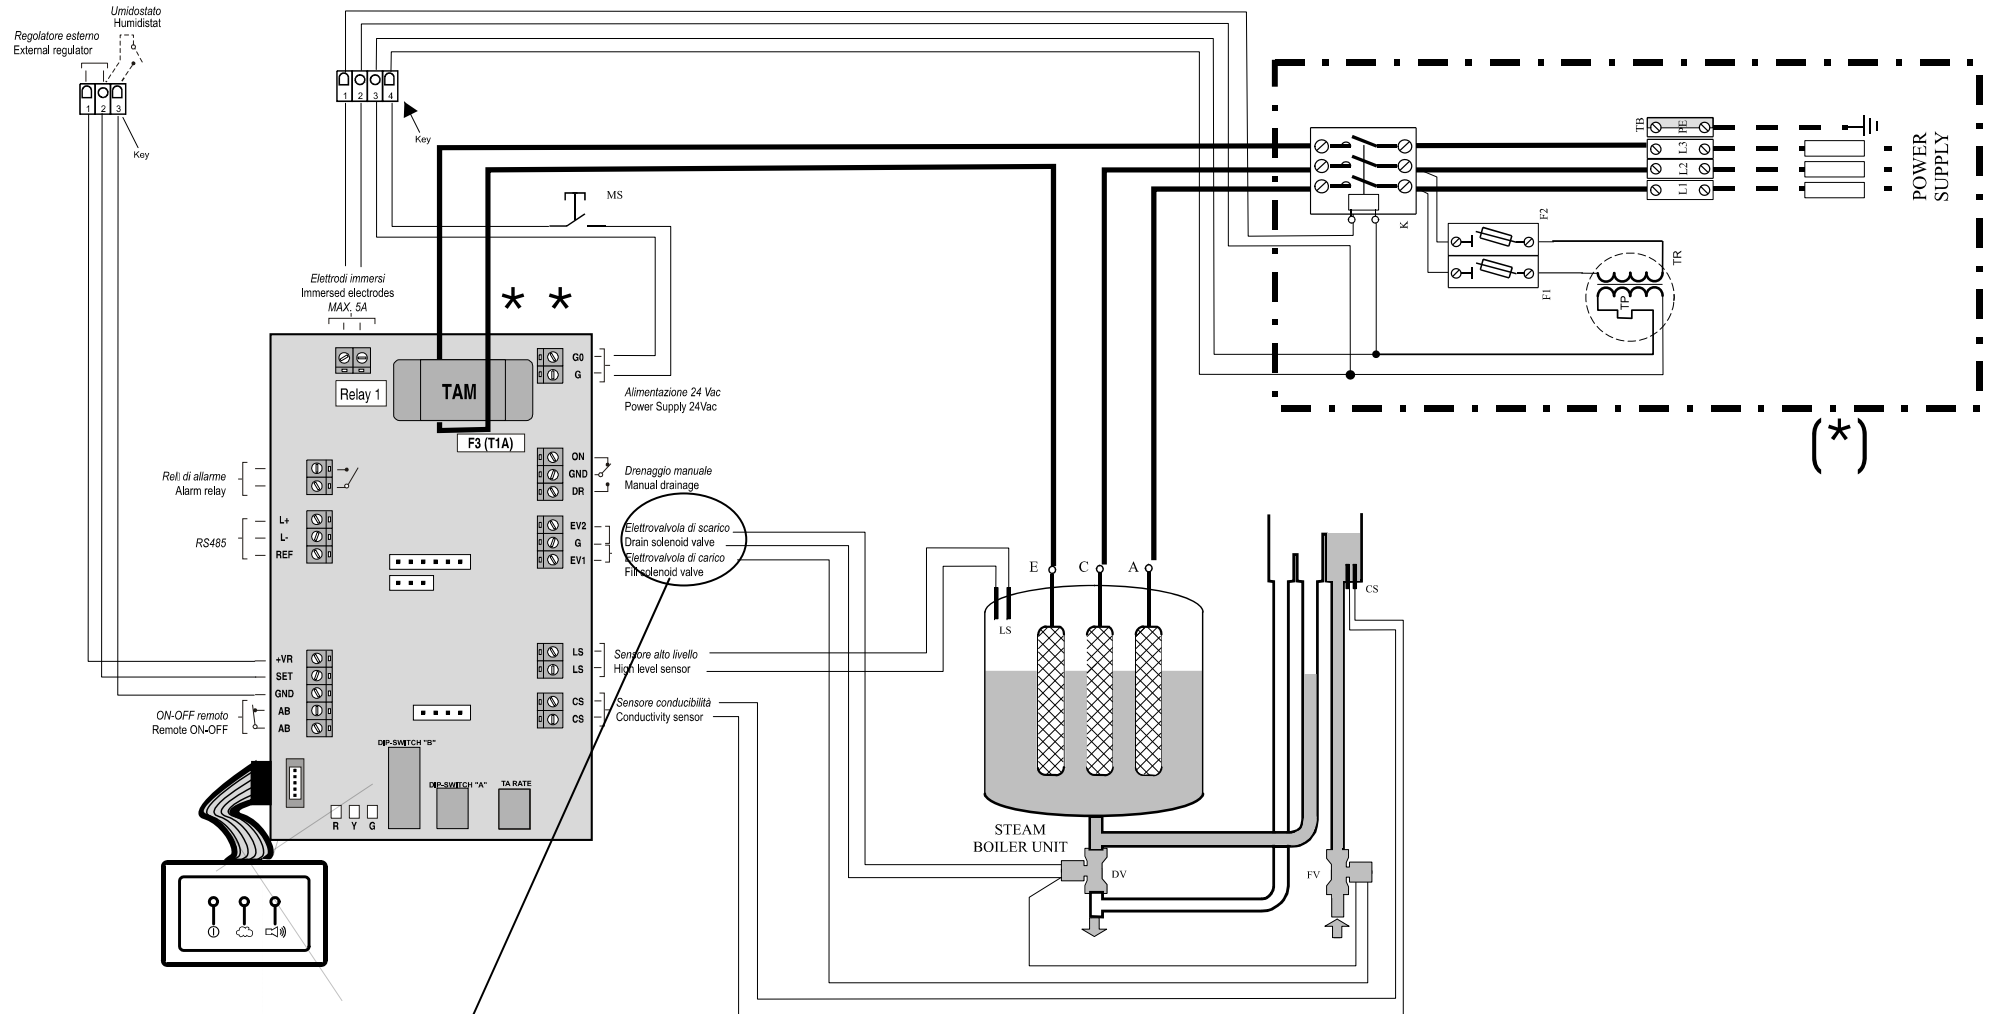 Umidostato
Humidistat
Regolatore esterno
External regulator
1 2 3
Key
1 2 3 4
Key
MS
Elettrodi immersi
Immersed electrodes
MAX. 5A
* *
Relay 1
TAM
F3 (T1A)
G0
G
Alimentazione 24 Vac
Power Supply 24Vac
ON
GND
DR
Drenaggio manuale
Manual drainage
EV2
G
EV1
Elettrovalvola di scarico
Drain solenoid valve
Elettrovalvola di carico
Fill solenoid valve
Relè di allarme
Alarm relay
L+
L-
REF
RS485
LS
LS
Sensore alto livello
High level sensor
CS
CS
Sensore conducibilità
Conductivity sensor
+VR
SET
GND
AB
AB
ON-OFF remoto
Remote ON-OFF
DIP-SWITCH "B"
DIP-SWITCH "A"
TA RATE
R Y G
TB
PE
L3
L2
L1
POWER
SUPPLY
K
F2
F1
TR
TP
(*)
E C A
LS
CS
STEAM
BOILER UNIT
DV
FV